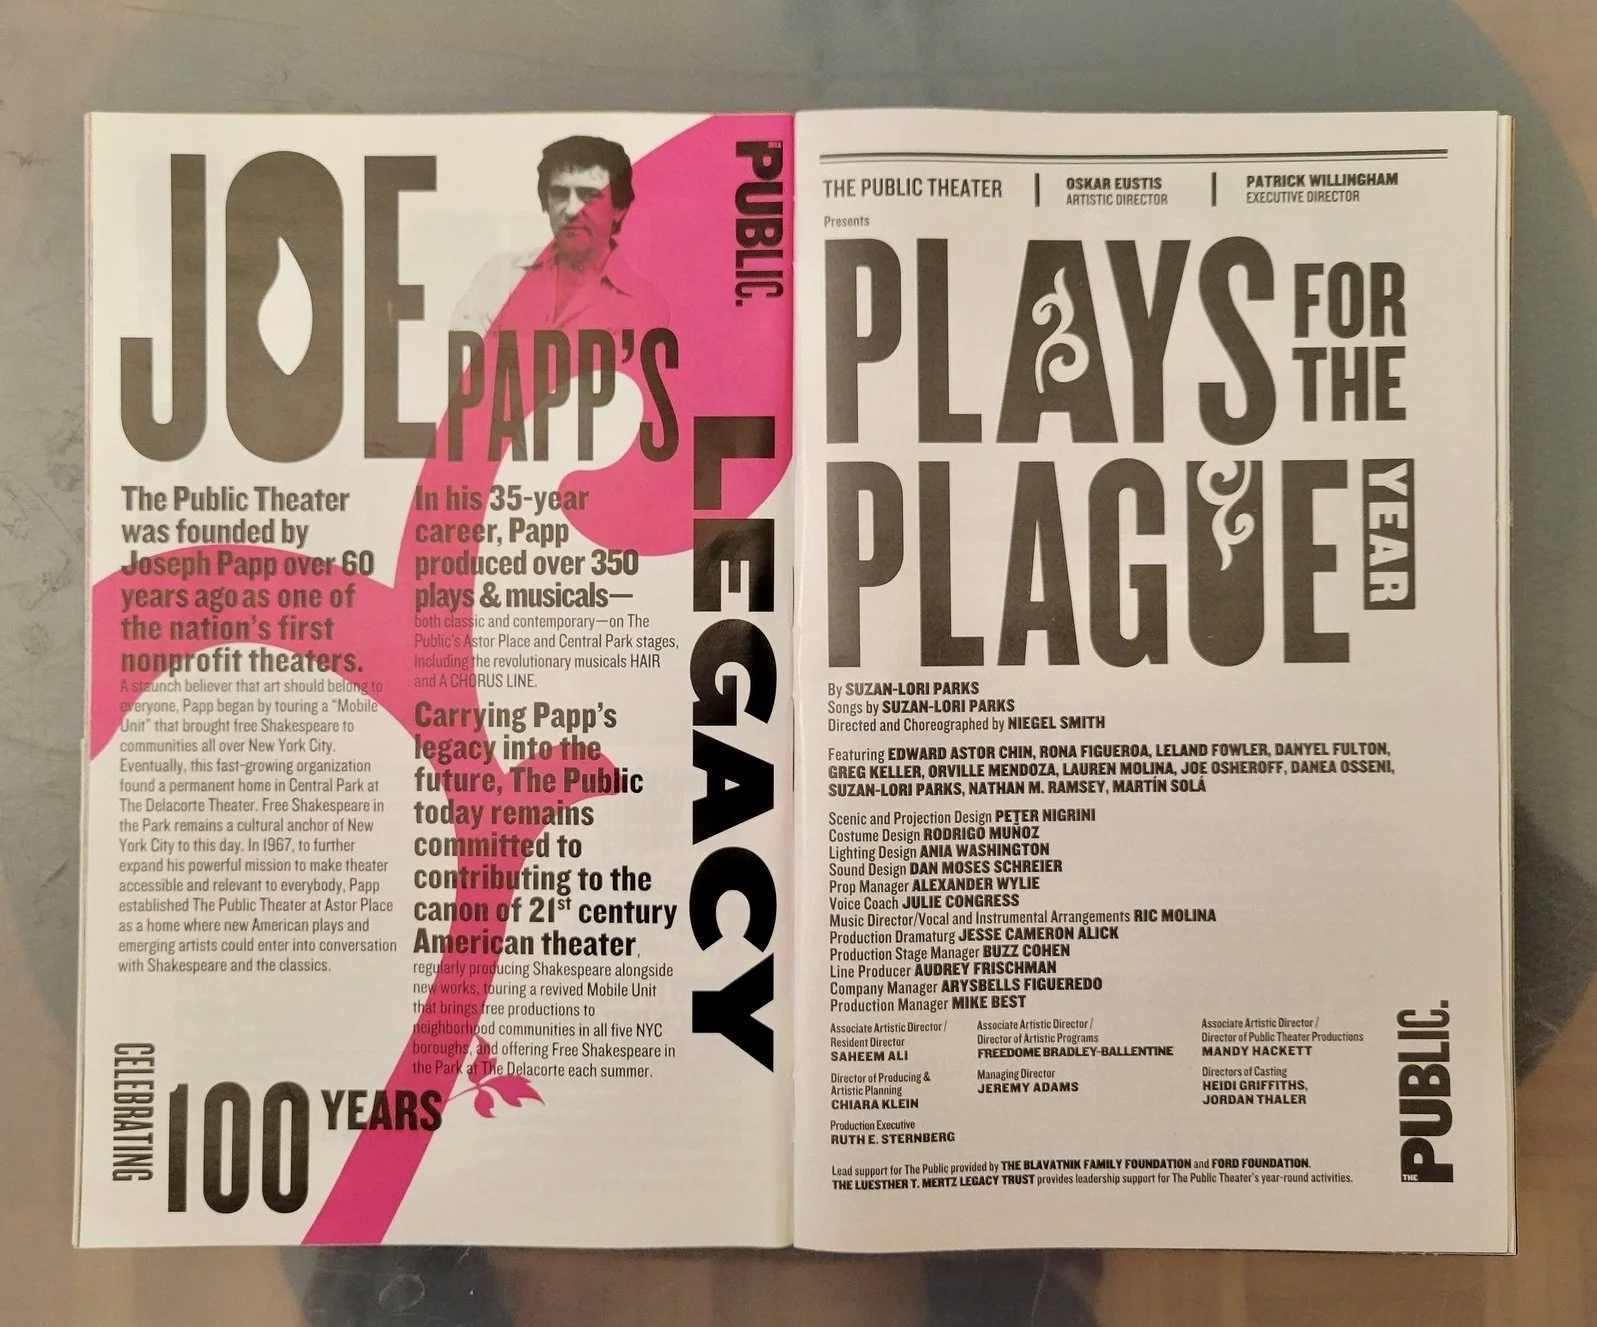 JOE
PAPP'S
LEGACY
THE PUBLIC.
The Public Theater
was founded by
Joseph Papp over 60
years ago as one of
the nation's first
nonprofit theaters.
A staunch believer that art should belong to
everyone, Papp began by touring a “Mobile
Unit” that brought free Shakespeare to
communities all over New York City.
Eventually, this fast-growing organization
found a permanent home in Central Park at
The Delacorte Theater. Free Shakespeare in
the Park remains a cultural anchor of New
York City to this day. In 1967, to further
expand his powerful mission to make theater
accessible and relevant to everybody, Papp
established The Public Theater at Astor Place
as a home where new American plays and
emerging artists could enter into conversation
with Shakespeare and the classics.
In his 35-year
career, Papp
produced over 350
plays & musicals—
both classic and contemporary—on The
Public's Astor Place and Central Park stages,
including the revolutionary musicals HAIR
and A CHORUS LINE.
Carrying Papp's
legacy into the
future, The Public
today remains
committed to
contributing to the
canon of 21st century
American theater,
regularly producing Shakespeare alongside
new works, touring a revived Mobile Unit
that brings free productions to
neighborhood communities in all five NYC
boroughs, and offering Free Shakespeare in
the Park at The Delacorte each summer.
CELEBRATING
100 YEARS
THE PUBLIC THEATER
OSKAR EUSTIS
ARTISTIC DIRECTOR
PATRICK WILLINGHAM
EXECUTIVE DIRECTOR
Presents
PLAYS
FOR
THE
PLAGUE
YEAR
By SUZAN-LORI PARKS
Songs by SUZAN-LORI PARKS
Directed and Choreographed by NIEGEL SMITH
Featuring EDWARD ASTOR CHIN, RONA FIGUEROA, LELAND FOWLER, DANYEL FULTON,
GREG KELLER, ORVILLE MENDOZA, LAUREN MOLINA, JOE OSHEROFF, DANEA OSSENI,
SUZAN-LORI PARKS, NATHAN M. RAMSEY, MARTÍN SOLÁ
Scenic and Projection Design PETER NIGRINI
Costume Design RODRIGO MUÑOZ
Lighting Design ANIA WASHINGTON
Sound Design DAN MOSES SCHREIER
Prop Manager ALEXANDER WYLIE
Voice Coach JULIE CONGRESS
Music Director/Vocal and Instrumental Arrangements RIC MOLINA
Production Dramaturg JESSE CAMERON ALICK
Production Stage Manager BUZZ COHEN
Line Producer AUDREY FRISCHMAN
Company Manager ARYSBELLS FIGUEREDO
Production Manager MIKE BEST
Associate Artistic Director /
Resident Director
SAHEEM ALI
Director of Producing &
Artistic Planning
CHIARA KLEIN
Production Executive
RUTH E. STERNBERG
Associate Artistic Director /
Director of Artistic Programs
FREEDOME BRADLEY-BALLENTINE
Managing Director
JEREMY ADAMS
Associate Artistic Director /
Director of Public Theater Productions
MANDY HACKETT
Directors of Casting
HEIDI GRIFFITHS,
JORDAN THALER
Lead support for The Public provided by THE BLAVATNIK FAMILY FOUNDATION and FORD FOUNDATION.
THE LUESTHER T. MERTZ LEGACY TRUST provides leadership support for The Public Theater's year-round activities.
THE PUBLIC.